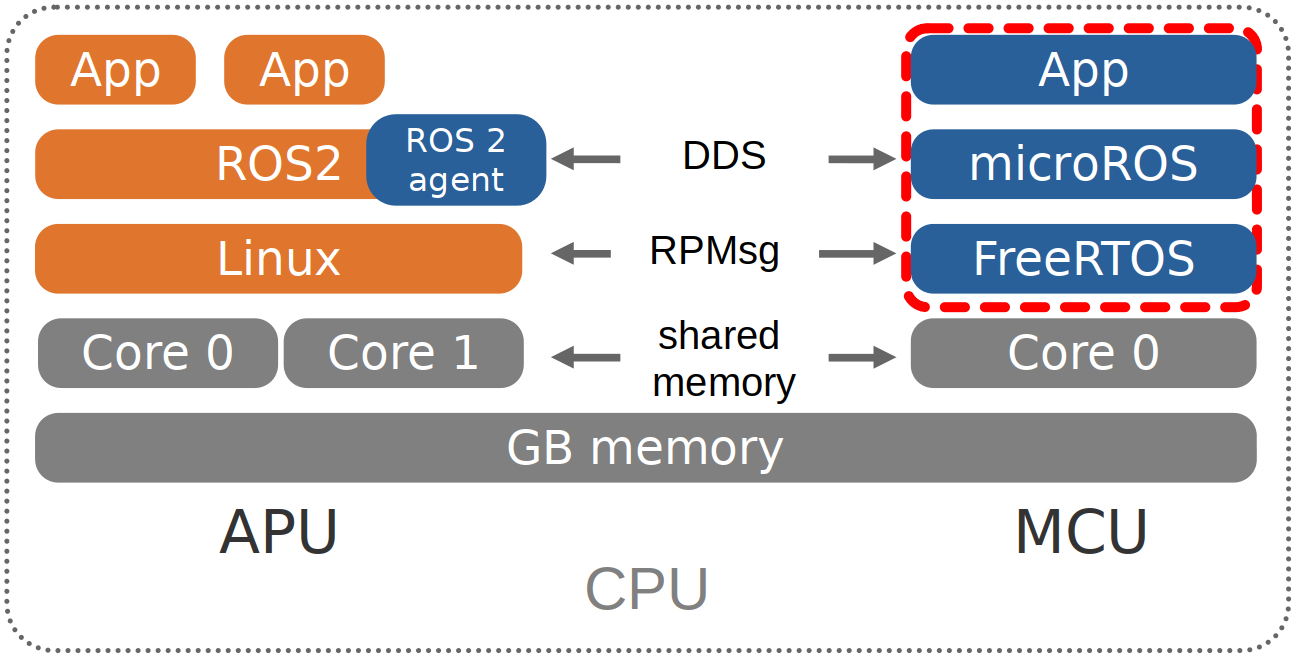 App
App
App
ROS2
ROS 2
agent
DDS
microROS
Linux
RPMsg
FreeRTOS
Core 0
Core 1
shared
memory
Core 0
GB memory
APU
MCU
CPU